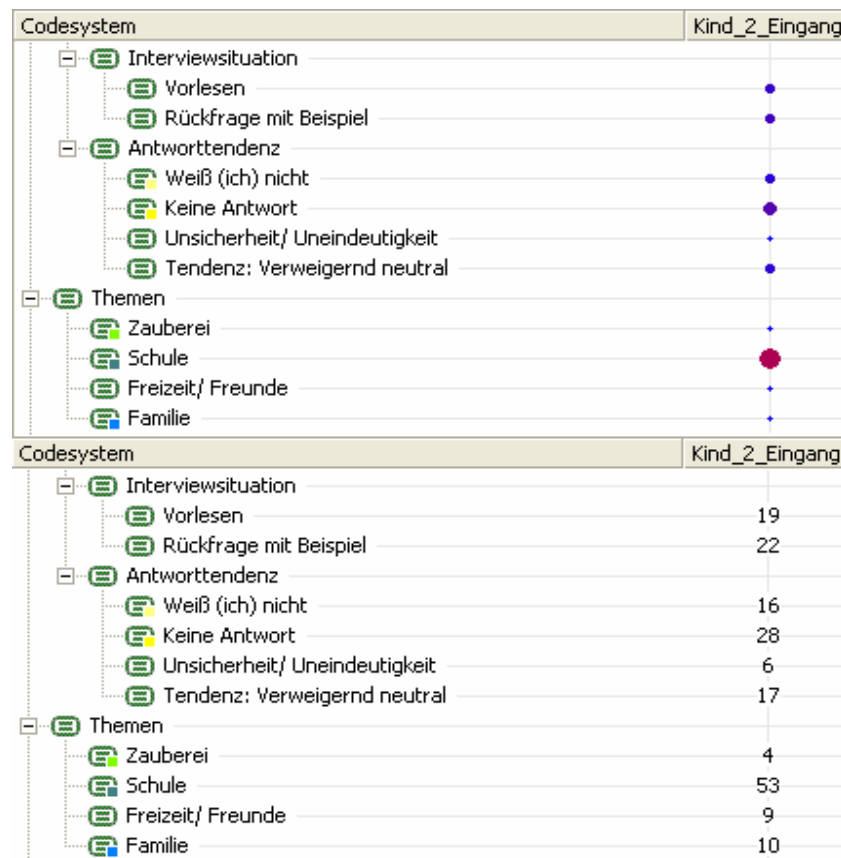 Codesystem Kind_2_Eingang
Interviewsituation
Vorlesen
Rückfrage mit Beispiel
Antworttendenz
Weiß (ich) nicht
Keine Antwort
Unsicherheit/ Uneindeutigkeit
Tendenz: Verweigernd neutral
Themen
Zauberei
Schule
Freizeit/ Freunde
Familie
Codesystem Kind_2_Eingang
Interviewsituation
Vorlesen 19
Rückfrage mit Beispiel 22
Antworttendenz
Weiß (ich) nicht 16
Keine Antwort 28
Unsicherheit/ Uneindeutigkeit 6
Tendenz: Verweigernd neutral 17
Themen
Zauberei 4
Schule 53
Freizeit/ Freunde 9
Familie 10